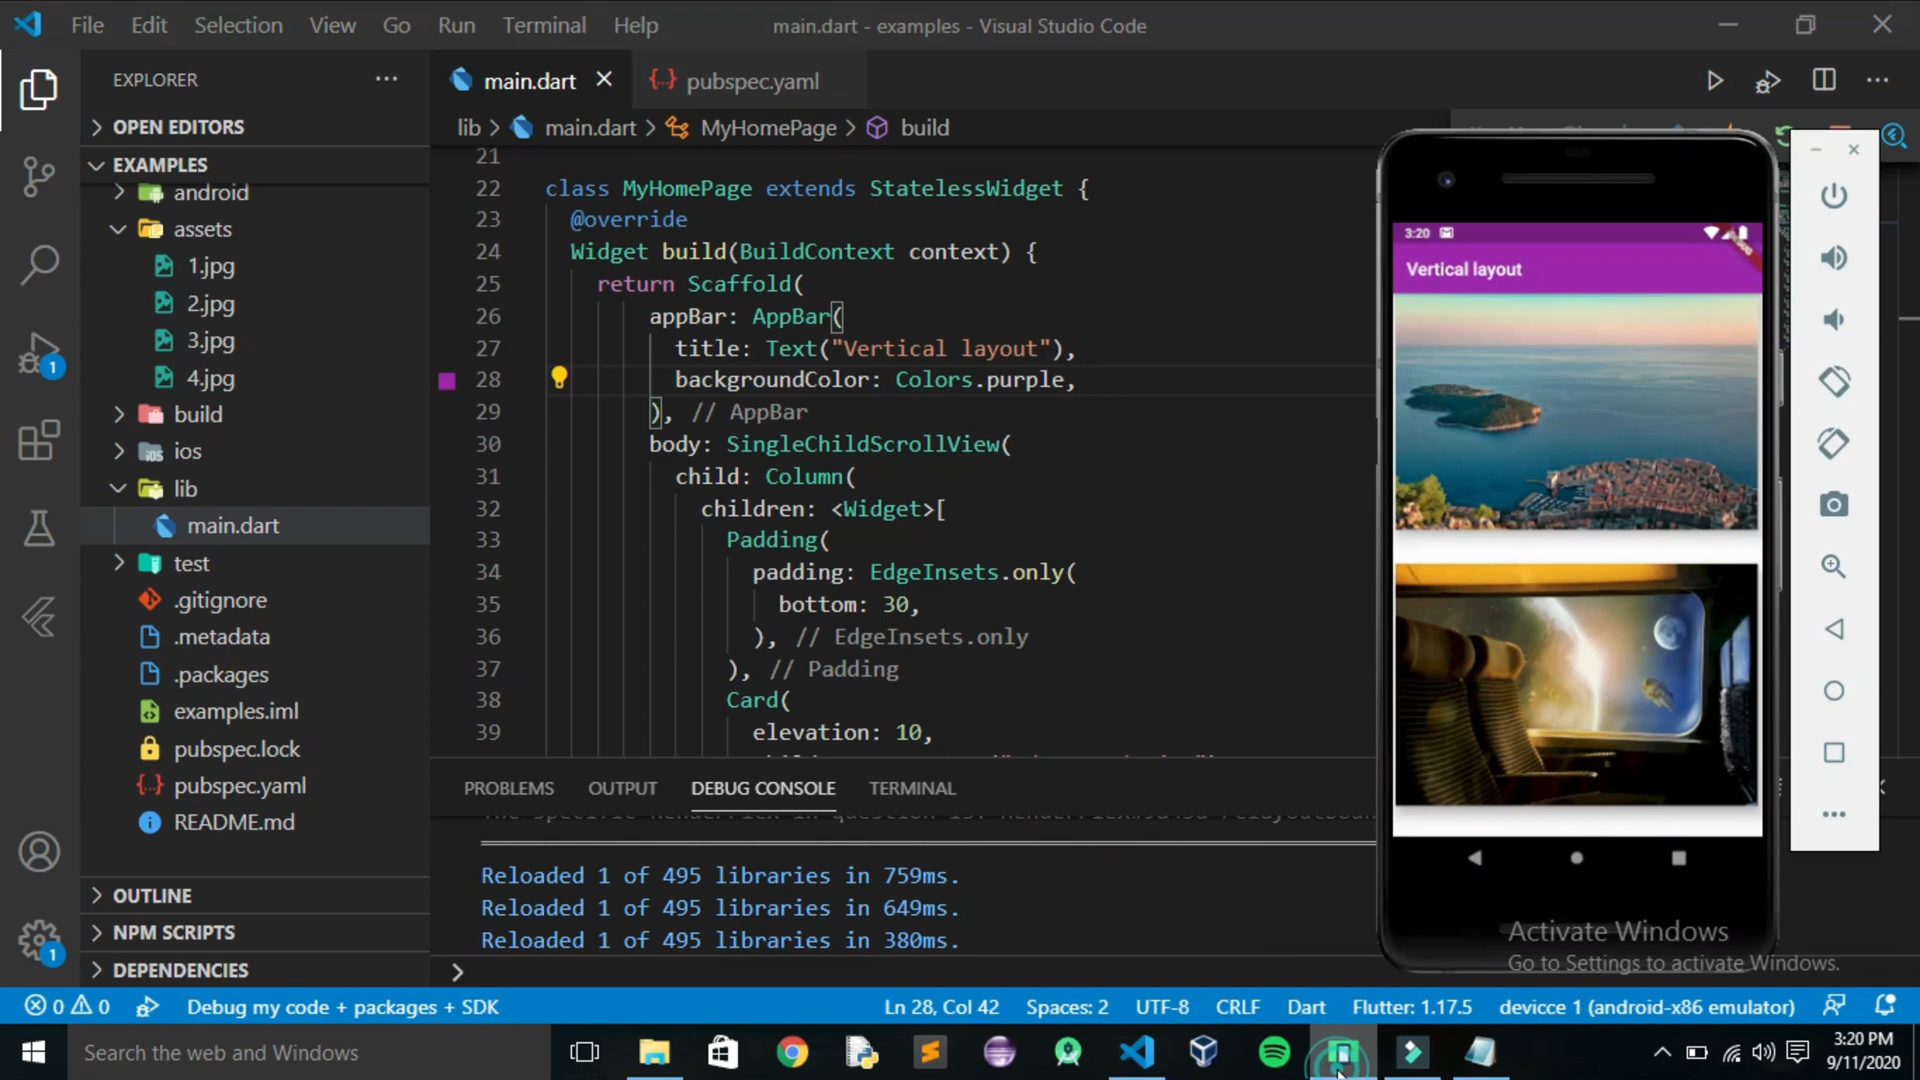 File Edit Selection View Go Run Terminal Help main.dart - examples - Visual Studio Code
EXPLORER
OPEN EDITORS
EXAMPLES
android
assets
1.jpg
2.jpg
3.jpg
4.jpg
build
ios
lib
main.dart
test
.gitignore
.metadata
.packages
examples.iml
pubspec.lock
pubspec.yaml
README.md
OUTLINE
NPM SCRIPTS
DEPENDENCIES
main.dart pubspec.yaml
lib > main.dart > MyHomePage > build
21
22 class MyHomePage extends StatelessWidget {
23 @override
24 Widget build(BuildContext context) {
25 return Scaffold(
26 appBar: AppBar(
27 title: Text("Vertical layout"),
28 backgroundColor: Colors.purple,
29 ), // AppBar
30 body: SingleChildScrollView(
31 child: Column(
32 children: <Widget>[
33 Padding(
34 padding: EdgeInsets.only(
35 bottom: 30,
36 ), // EdgeInsets.only
37 ), // Padding
38 Card(
39 elevation: 10,
PROBLEMS OUTPUT DEBUG CONSOLE TERMINAL
Reloaded 1 of 495 libraries in 759ms.
Reloaded 1 of 495 libraries in 649ms.
Reloaded 1 of 495 libraries in 380ms.
3:20
Vertical layout
Activate Windows
Go to Settings to activate Windows.
1
1
0 0 Debug my code + packages + SDK Ln 28, Col 42 Spaces: 2 UTF-8 CRLF Dart Flutter: 1.17.5 devicce 1 (android-x86 emulator)
Search the web and Windows
3:20 PM
9/11/2020